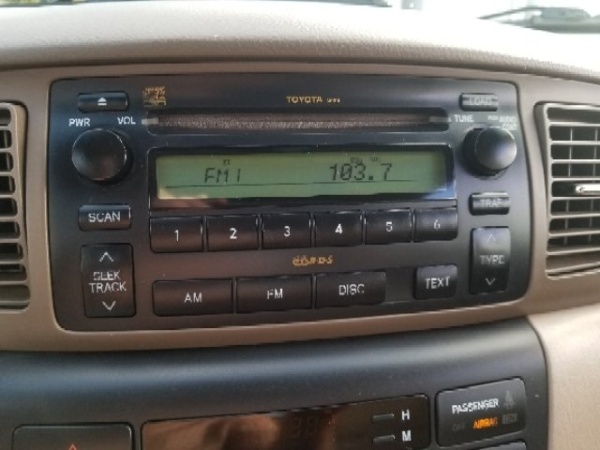 TOYOTA
LOAD
PWR VOL
TUNE
FM1 103.7
SCAN
1 2 3 4 5 6
SEEK
TRACK
TYPE
AM FM DISC TEXT
H
M
PASSENGER
AIRBAG